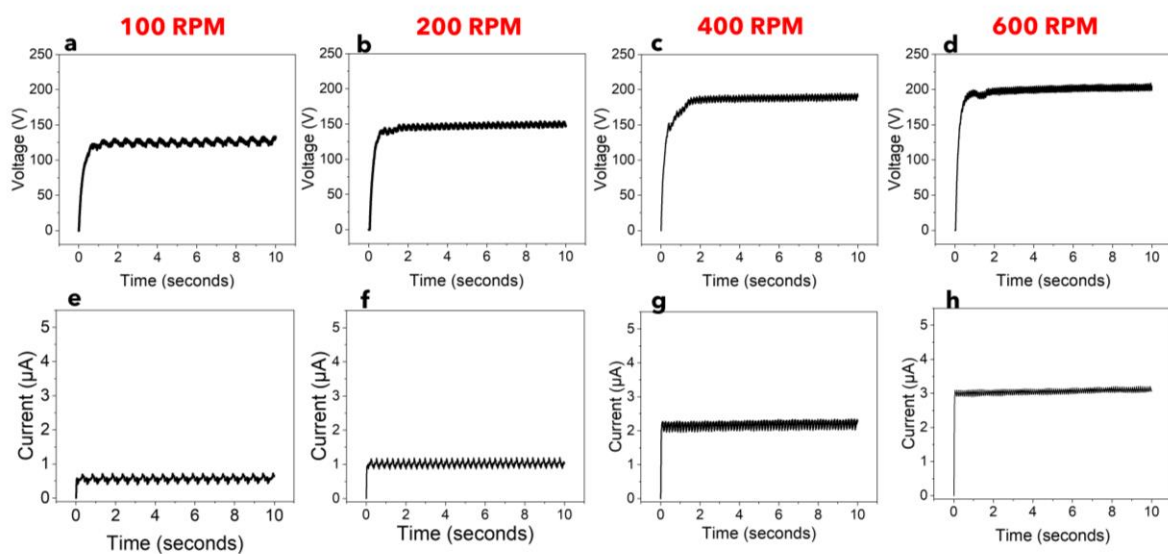 100 RPM
200 RPM
400 RPM
600 RPM
a
250
200
150
100
50
0
Voltage (V)
0 2 4 6 8 10
Time (seconds)
b
250
200
150
100
50
0
Voltage (V)
0 2 4 6 8 10
Time (seconds)
c
250
200
150
100
50
0
Voltage (V)
0 2 4 6 8 10
Time (seconds)
d
250
200
150
100
50
0
Voltage (V)
0 2 4 6 8 10
Time (seconds)
e
5
4
3
2
1
0
Current (µA)
0 2 4 6 8 10
Time (seconds)
f
5
4
3
2
1
0
Current (µA)
0 2 4 6 8 10
Time (seconds)
g
5
4
3
2
1
0
Current (µA)
0 2 4 6 8 10
Time (seconds)
h
5
4
3
2
1
0
Current (µA)
0 2 4 6 8 10
Time (seconds)